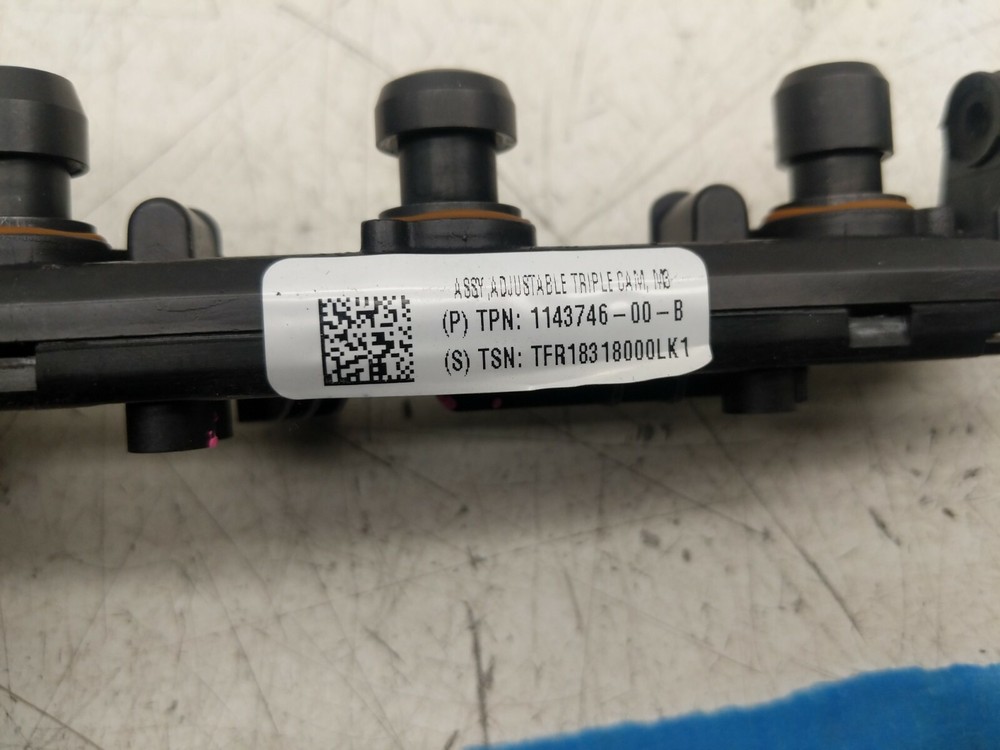 ASSY,ADJUSTABLE TRIPLE CAM, M3
(P) TPN: 1143746-00-B
(S) TSN: TFR18318000LK1